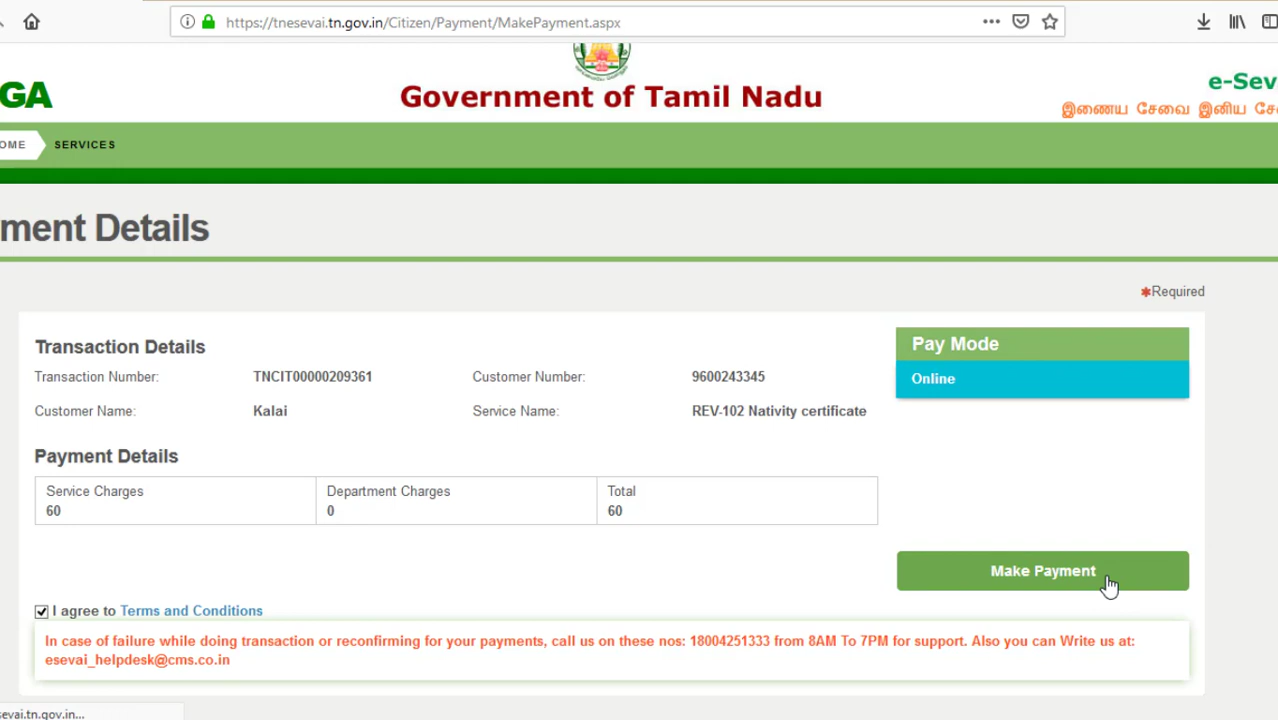 https://tnesevai.tn.gov.in/Citizen/Payment/MakePayment.aspx
GA
Government of Tamil Nadu
e-Sev
இணைய சேவை இனிய சே
OME
SERVICES
ment Details
*Required
Transaction Details
Transaction Number: TNCIT00000209361 Customer Number: 9600243345
Customer Name: Kalai Service Name: REV-102 Nativity certificate
Pay Mode
Online
Payment Details
Service Charges Department Charges Total
60 0 60
Make Payment
I agree to Terms and Conditions
In case of failure while doing transaction or reconfirming for your payments, call us on these nos: 18004251333 from 8AM To 7PM for support. Also you can Write us at:
esevai_helpdesk@cms.co.in
sevai.tn.gov.in...